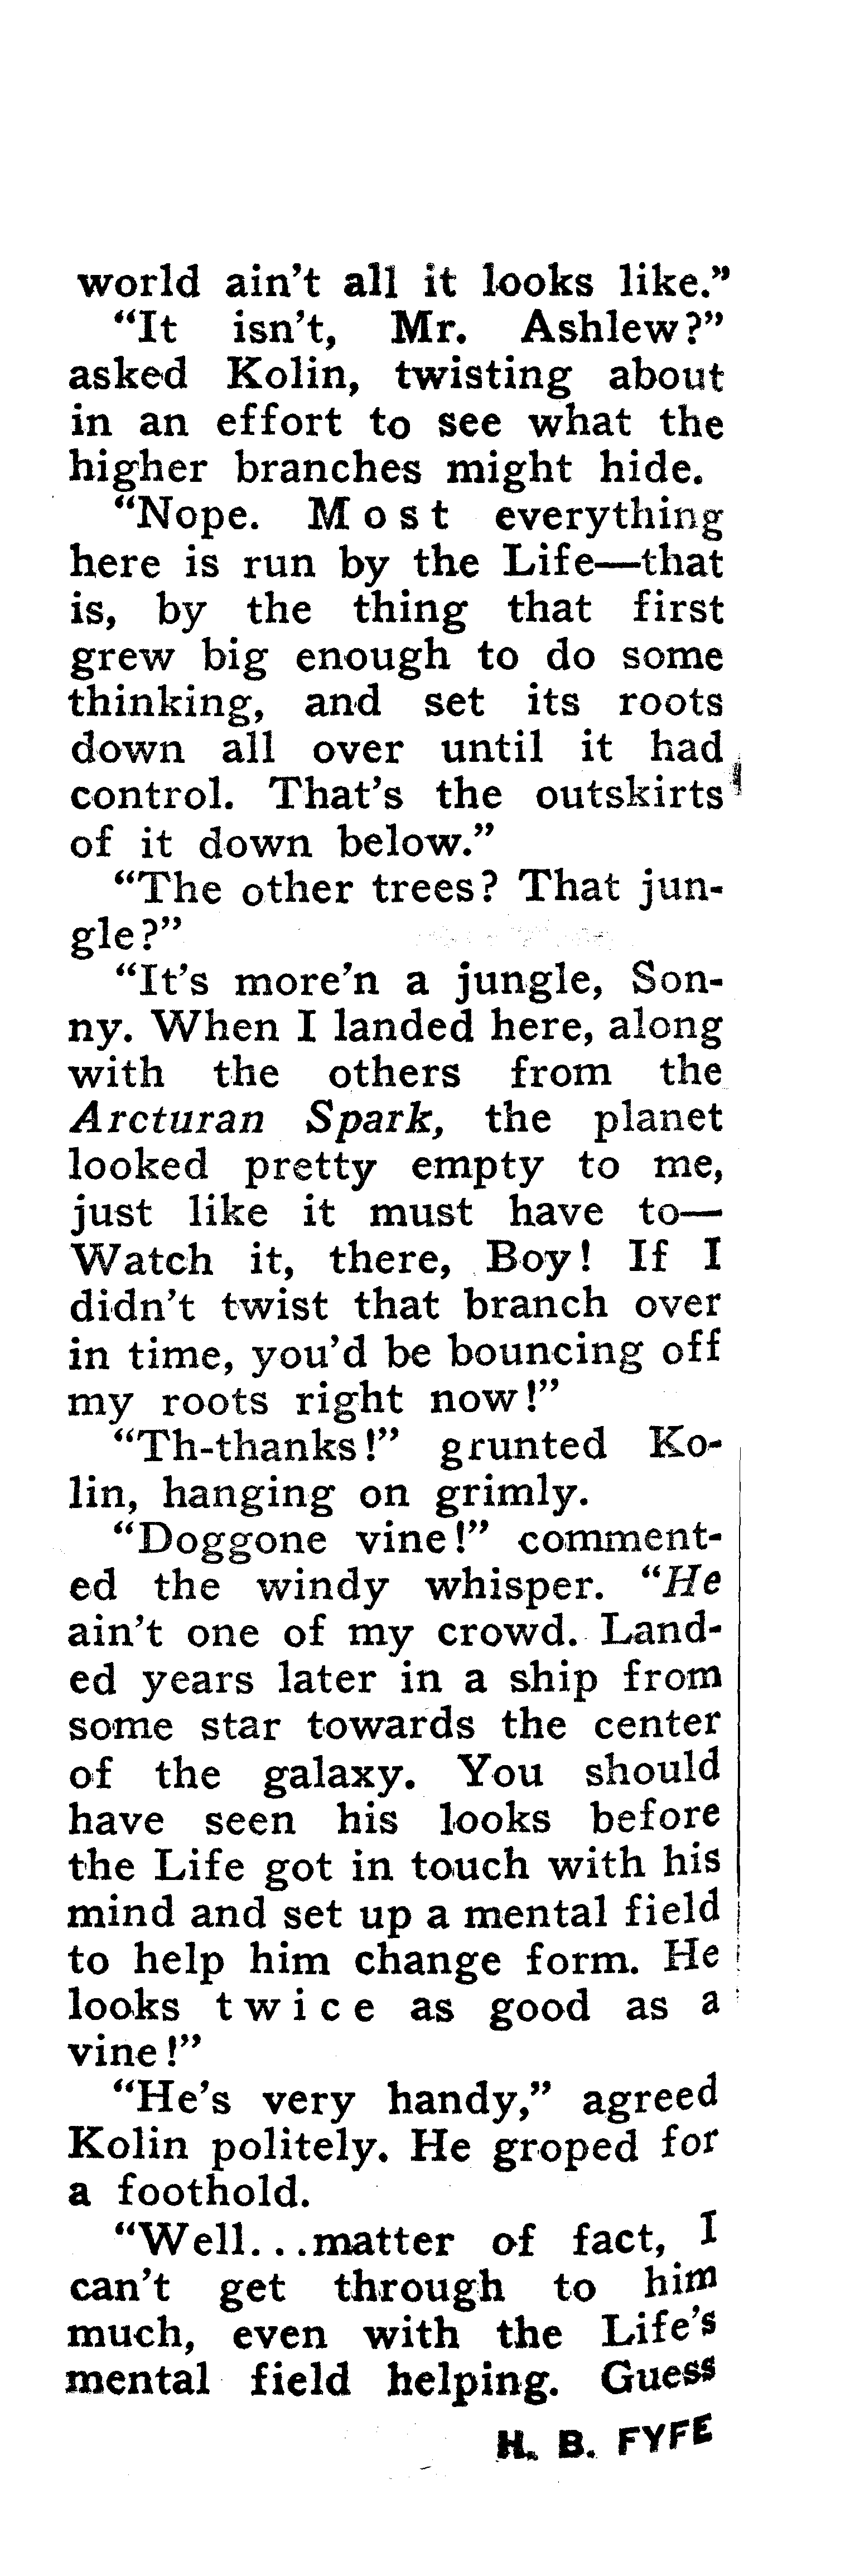 world ain't all it looks like.”
“It isn't, Mr. Ashlew?”
asked Kolin, twisting about
in an effort to see what the
higher branches might hide.
“Nope. Most everything
here is run by the Life—that
is, by the thing that first
grew big enough to do some
thinking, and set its roots
down all over until it had
control. That's the outskirts
of it down below.”
“The other trees? That jun-
gle?”
“It's more'n a jungle, Son-
ny. When I landed here, along
with the others from the
Arcturan Spark, the planet
looked pretty empty to me,
just like it must have to—
Watch it, there, Boy! If I
didn't twist that branch over
in time, you'd be bouncing off
my roots right now!”
“Th-thanks!” grunted Ko-
lin, hanging on grimly.
“Doggone vine!” comment-
ed the windy whisper. “He
ain't one of my crowd. Land-
ed years later in a ship from
some star towards the center
of the galaxy. You should
have seen his looks before
the Life got in touch with his
mind and set up a mental field
to help him change form. He
looks twice as good as a
vine!”
“He's very handy,” agreed
Kolin politely. He groped for
a foothold.
“Well...matter of fact, I
can't get through to him
much, even with the Life's
mental field helping. Guess
H. B. FYFE